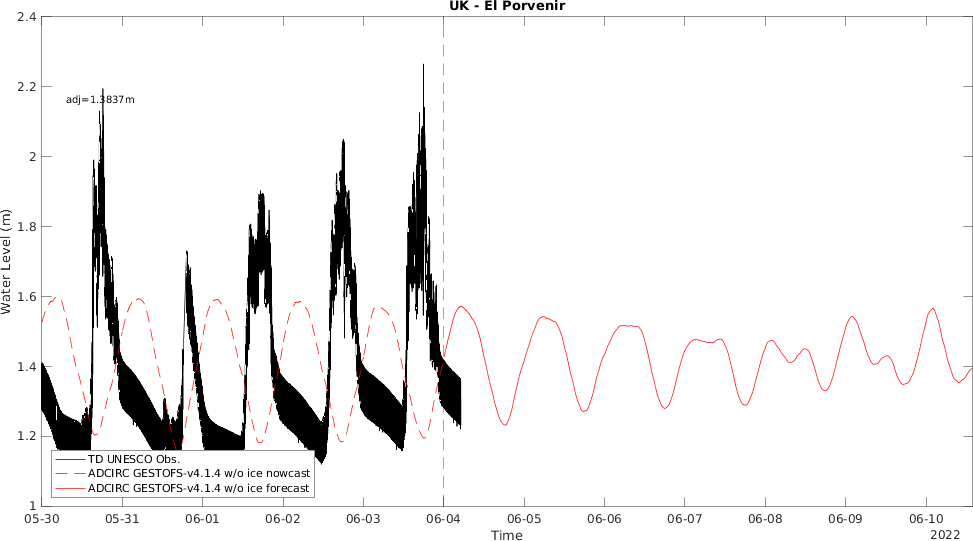 UK - El Porvenir
2.4
2.2
2
1.8
1.6
1.4
1.2
1
Water Level (m)
adj=1.3837m
TD UNESCO Obs.
ADCIRC GESTOFS-v4.1.4 w/o ice nowcast
ADCIRC GESTOFS-v4.1.4 w/o ice forecast
05-30 05-31 06-01 06-02 06-03 06-04 06-05 06-06 06-07 06-08 06-09 06-10
Time
2022